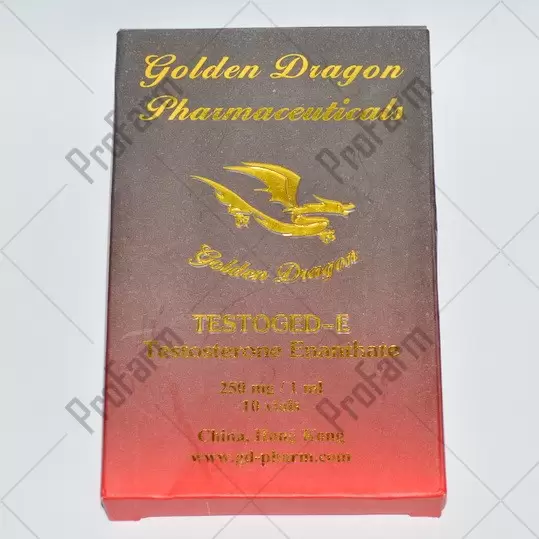 Golden Dragon
Pharmaceuticals
Golden Dragon
TESTOGED-E
Testosterone Enanthate
250 mg / 1 ml
10 vials
China, Hong Kong
www.gd-pharm.com
ProFarm
ProFarm
ProFarm
ProFarm
ProFarm